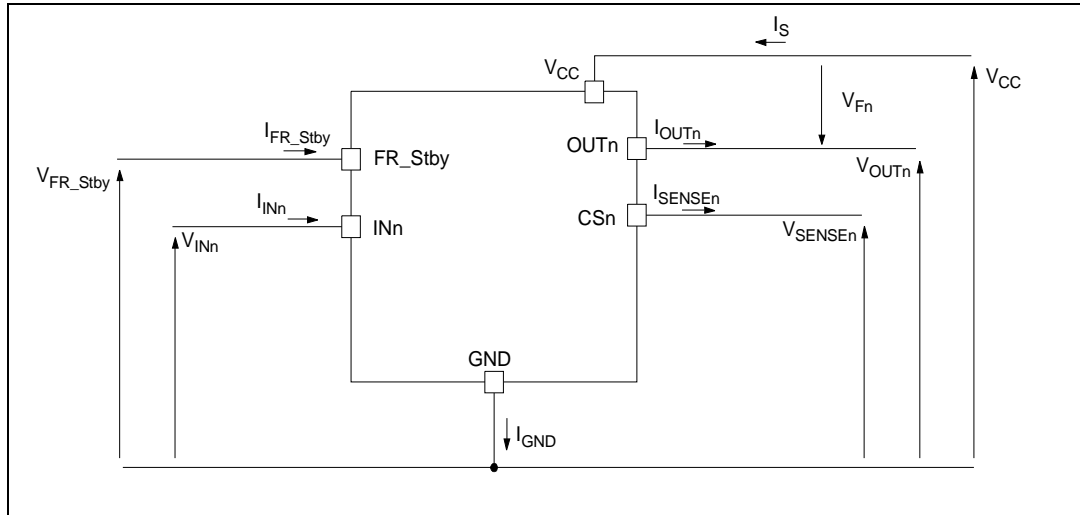 I_S
V_CC
V_CC
V_Fn
I_FR_Stby
FR_Stby
OUTn
I_OUTn
V_FR_Stby
V_OUTn
I_INn
INn
CSn
I_SENSEn
V_INn
V_SENSEn
GND
I_GND